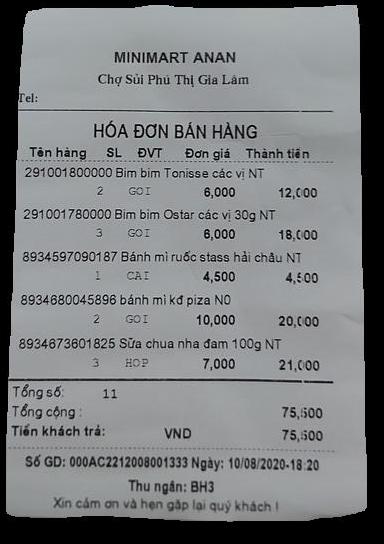 MINIMART ANAN
Chợ Sủi Phú Thị Gia Lâm
Tel:
HÓA ĐƠN BÁN HÀNG
Tên hàng SL ĐVT Đơn giá Thành tiền
291001800000 Bim bim Tonisse các vị NT
2 GOI 6,000 12,000
291001780000 Bim bim Ostar các vị 30g NT
3 GOI 6,000 18,000
8934597090187 Bánh mì ruốc stass hải châu NT
1 CAI 4,500 4,500
8934680045896 bánh mì kđ piza NO
2 GOI 10,000 20,000
8934673601825 Sữa chua nha đam 100g NT
3 HOP 7,000 21,000
Tổng số: 11
Tổng cộng : 75,500
Tiền khách trả: VND 75,500
Số GD: 000AC2212008001333 Ngày: 10/08/2020-18:20
Thu ngân: BH3
Xin cảm ơn và hẹn gặp lại quý khách !